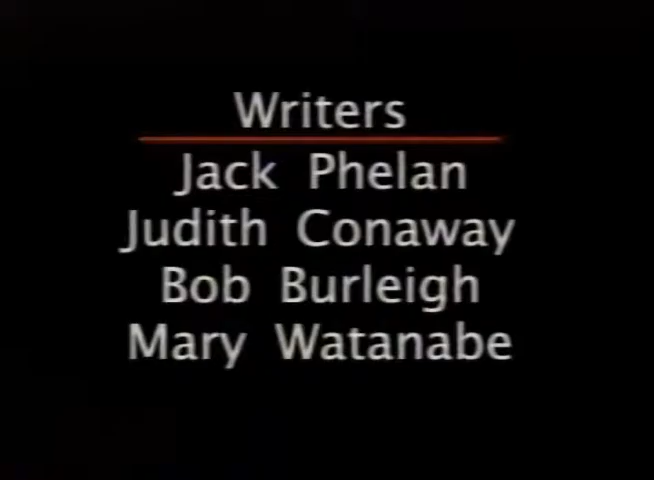 Writers
Jack Phelan
Judith Conaway
Bob Burleigh
Mary Watanabe